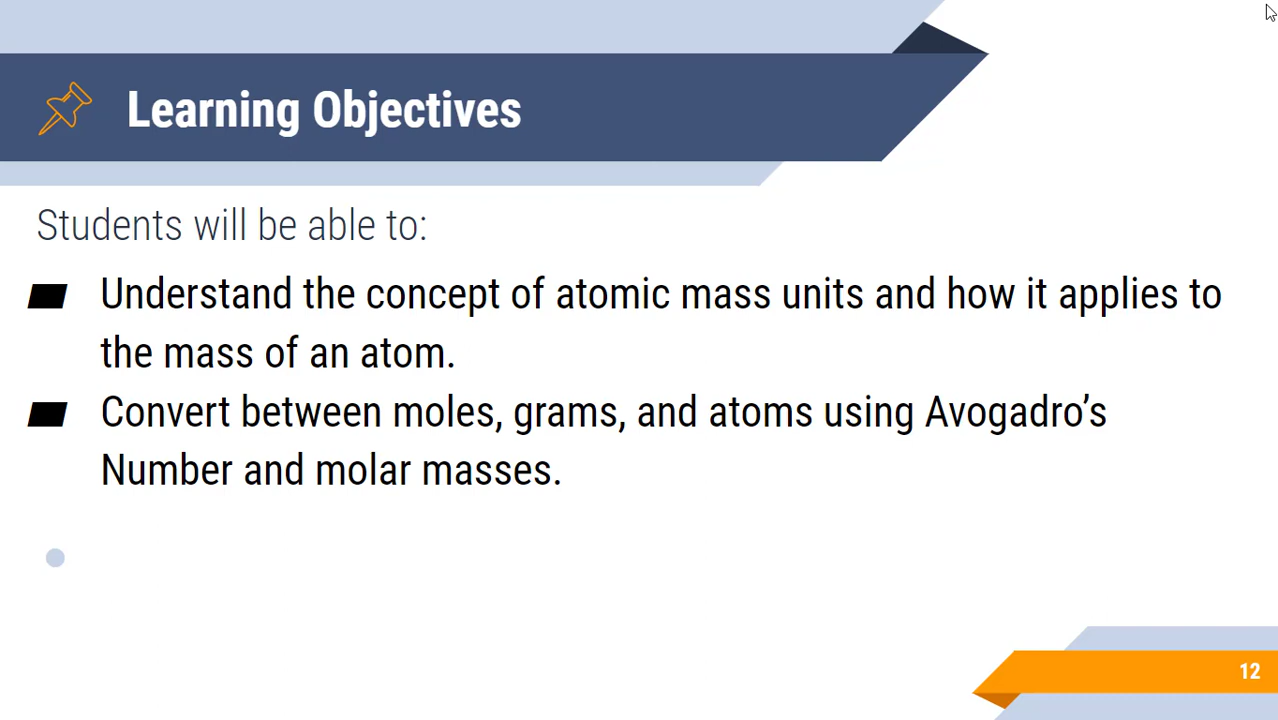 Learning Objectives
Students will be able to:
Understand the concept of atomic mass units and how it applies to
the mass of an atom.
Convert between moles, grams, and atoms using Avogadro’s
Number and molar masses.
12